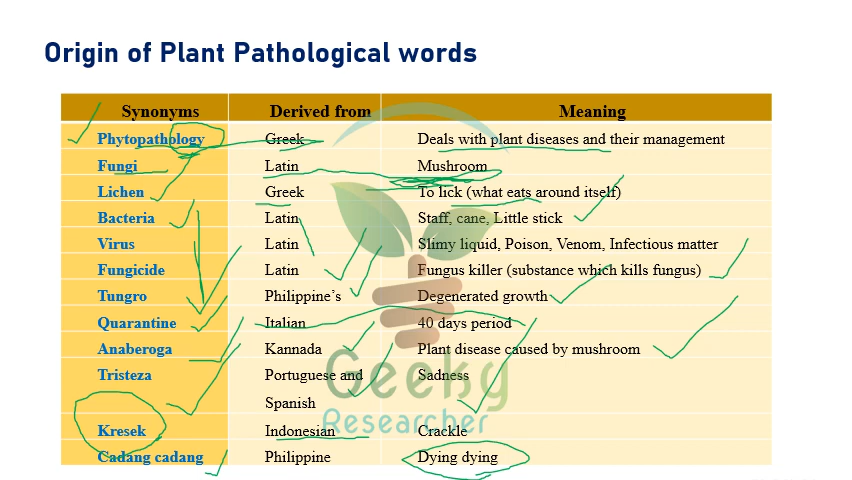 Origin of Plant Pathological words
Synonyms Derived from Meaning
Phytopathology Greek Deals with plant diseases and their management
Fungi Latin Mushroom
Lichen Greek To lick (what eats around itself)
Bacteria Latin Staff, cane, Little stick
Virus Latin Slimy liquid, Poison, Venom, Infectious matter
Fungicide Latin Fungus killer (substance which kills fungus)
Tungro Philippine’s Degenerated growth
Quarantine Italian 40 days period
Anaberoga Kannada Plant disease caused by mushroom
Tristeza Portuguese and Sadness
Spanish
Kresek Indonesian Crackle
Cadang cadang Philippine Dying dying
Geeky
Researcher